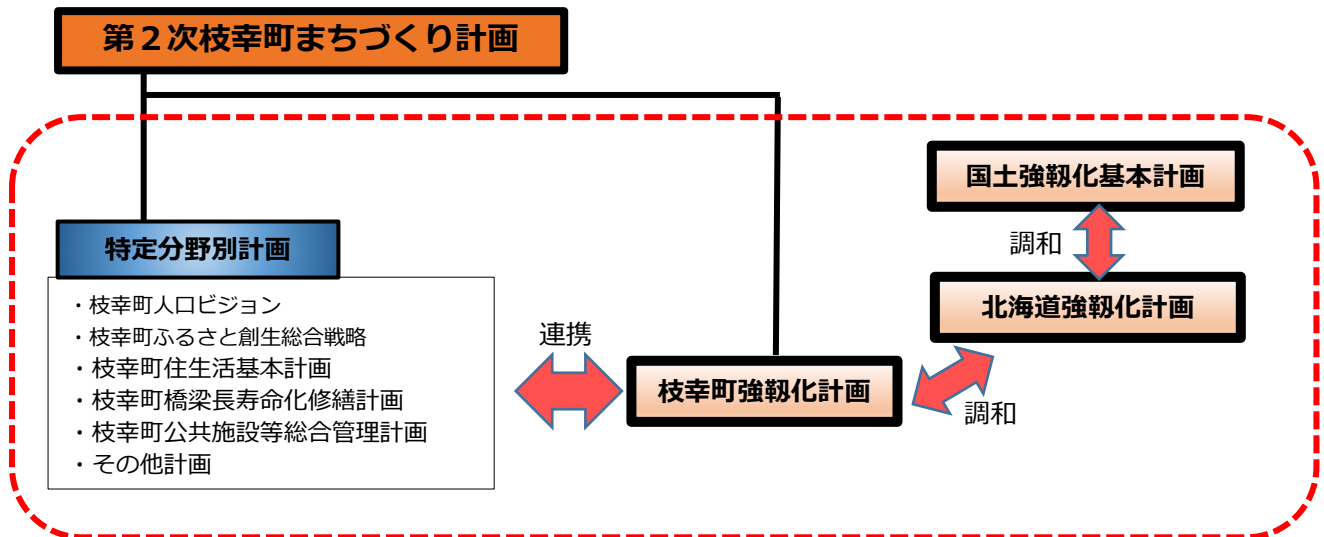 第２次枝幸町まちづくり計画
国土強靱化基本計画
調和
特定分野別計画
北海道強靱化計画
・枝幸町人口ビジョン
・枝幸町ふるさと創生総合戦略
・枝幸町住生活基本計画
・枝幸町橋梁長寿命化修繕計画
・枝幸町公共施設等総合管理計画
・その他計画
連携
枝幸町強靱化計画
調和